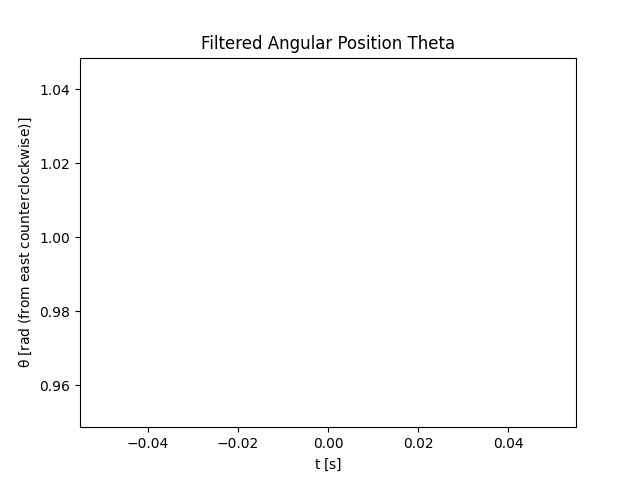 Filtered Angular Position Theta
θ [rad (from east counterclockwise)]
1.04
1.02
1.00
0.98
0.96
−0.04 −0.02 0.00 0.02 0.04
t [s]